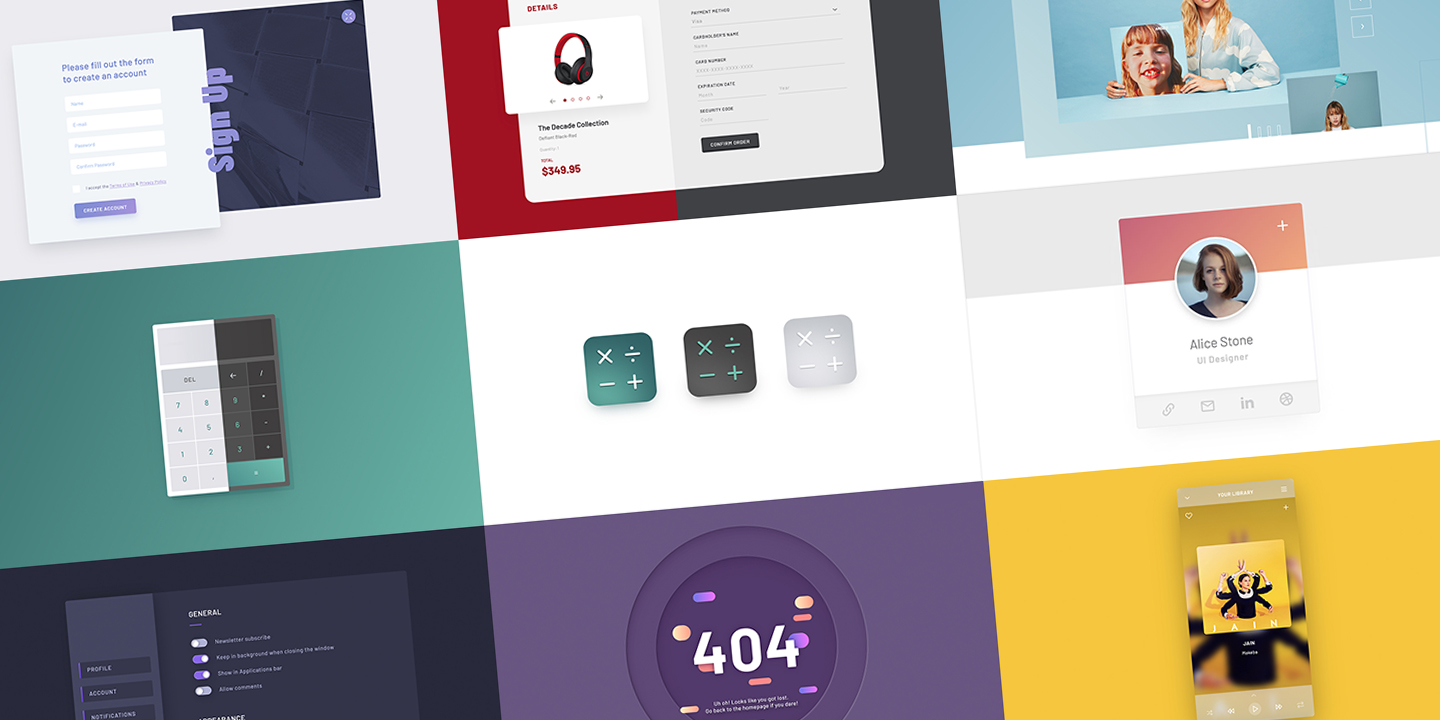 Please fill out the form
to create an account
Name
E-mail
Password
Confirm Password
I accept the Terms of Use & Privacy Policy
CREATE ACCOUNT
Sign Up
DETAILS
The Decade Collection
Defiant Black-Red
Quantity: 1
TOTAL
$349.95
PAYMENT METHOD
Visa
CARDHOLDER'S NAME
Name
CARD NUMBER
XXXX XXXX XXXX XXXX
EXPIRATION DATE
Month
Year
SECURITY CODE
Code
CONFIRM ORDER
DEL
/
7
8
9
*
4
5
6
-
1
2
3
+
0
,
=
Alice Stone
UI Designer
in
PROFILE
ACCOUNT
NOTIFICATIONS
GENERAL
Newsletter subscribe
Keep in background when closing the window
Show in Applications bar
Allow comments
APPEARANCE
404
Uh oh! Looks like you got lost.
Go back to the homepage if you dare!
YOUR LIBRARY
JAIN
JAIN
Makeba